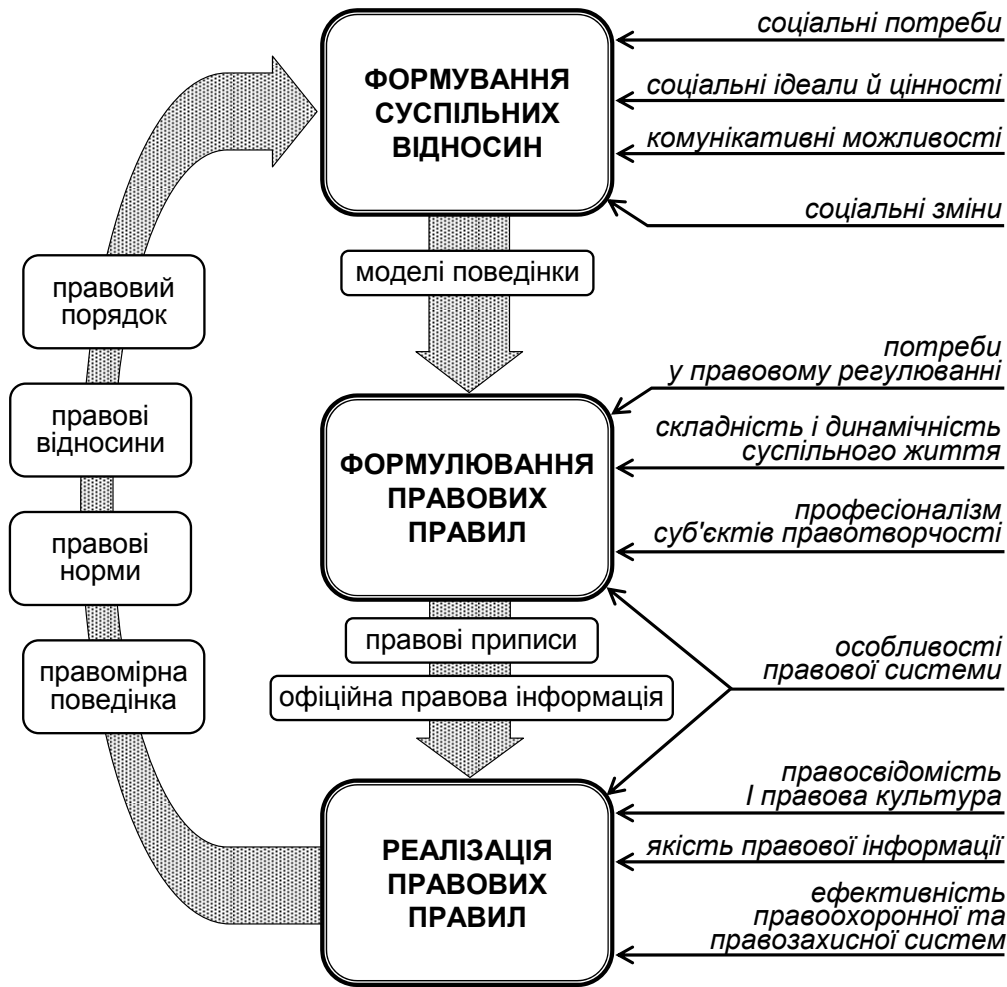 соціальні потреби
ФОРМУВАННЯ
СУСПІЛЬНИХ
ВІДНОСИН
соціальні ідеали й цінності
комунікативні можливості
соціальні зміни
моделі поведінки
правовий
порядок
правові
відносини
правові
норми
правомірна
поведінка
потреби
у правовому регулюванні
складність і динамічність
суспільного життя
ФОРМУЛЮВАННЯ
ПРАВОВИХ
ПРАВИЛ
професіоналізм
суб'єктів правотворчості
правові приписи
офіційна правова інформація
особливості
правової системи
правосвідомість
І правова культура
РЕАЛІЗАЦІЯ
ПРАВОВИХ
ПРАВИЛ
якість правової інформації
ефективність
правоохоронної та
правозахисної систем